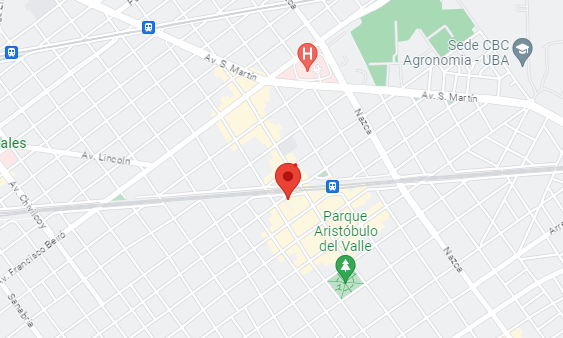 Sede CBC
Agronomia - UBA
H
Av. S. Martín
Av. S. Martín
Nazca
ales
Av. Lincoln
Av. Chivilcoy
Parque
Aristóbulo
del Valle
Av. Francisco Beiró
Nazca
Sanabria